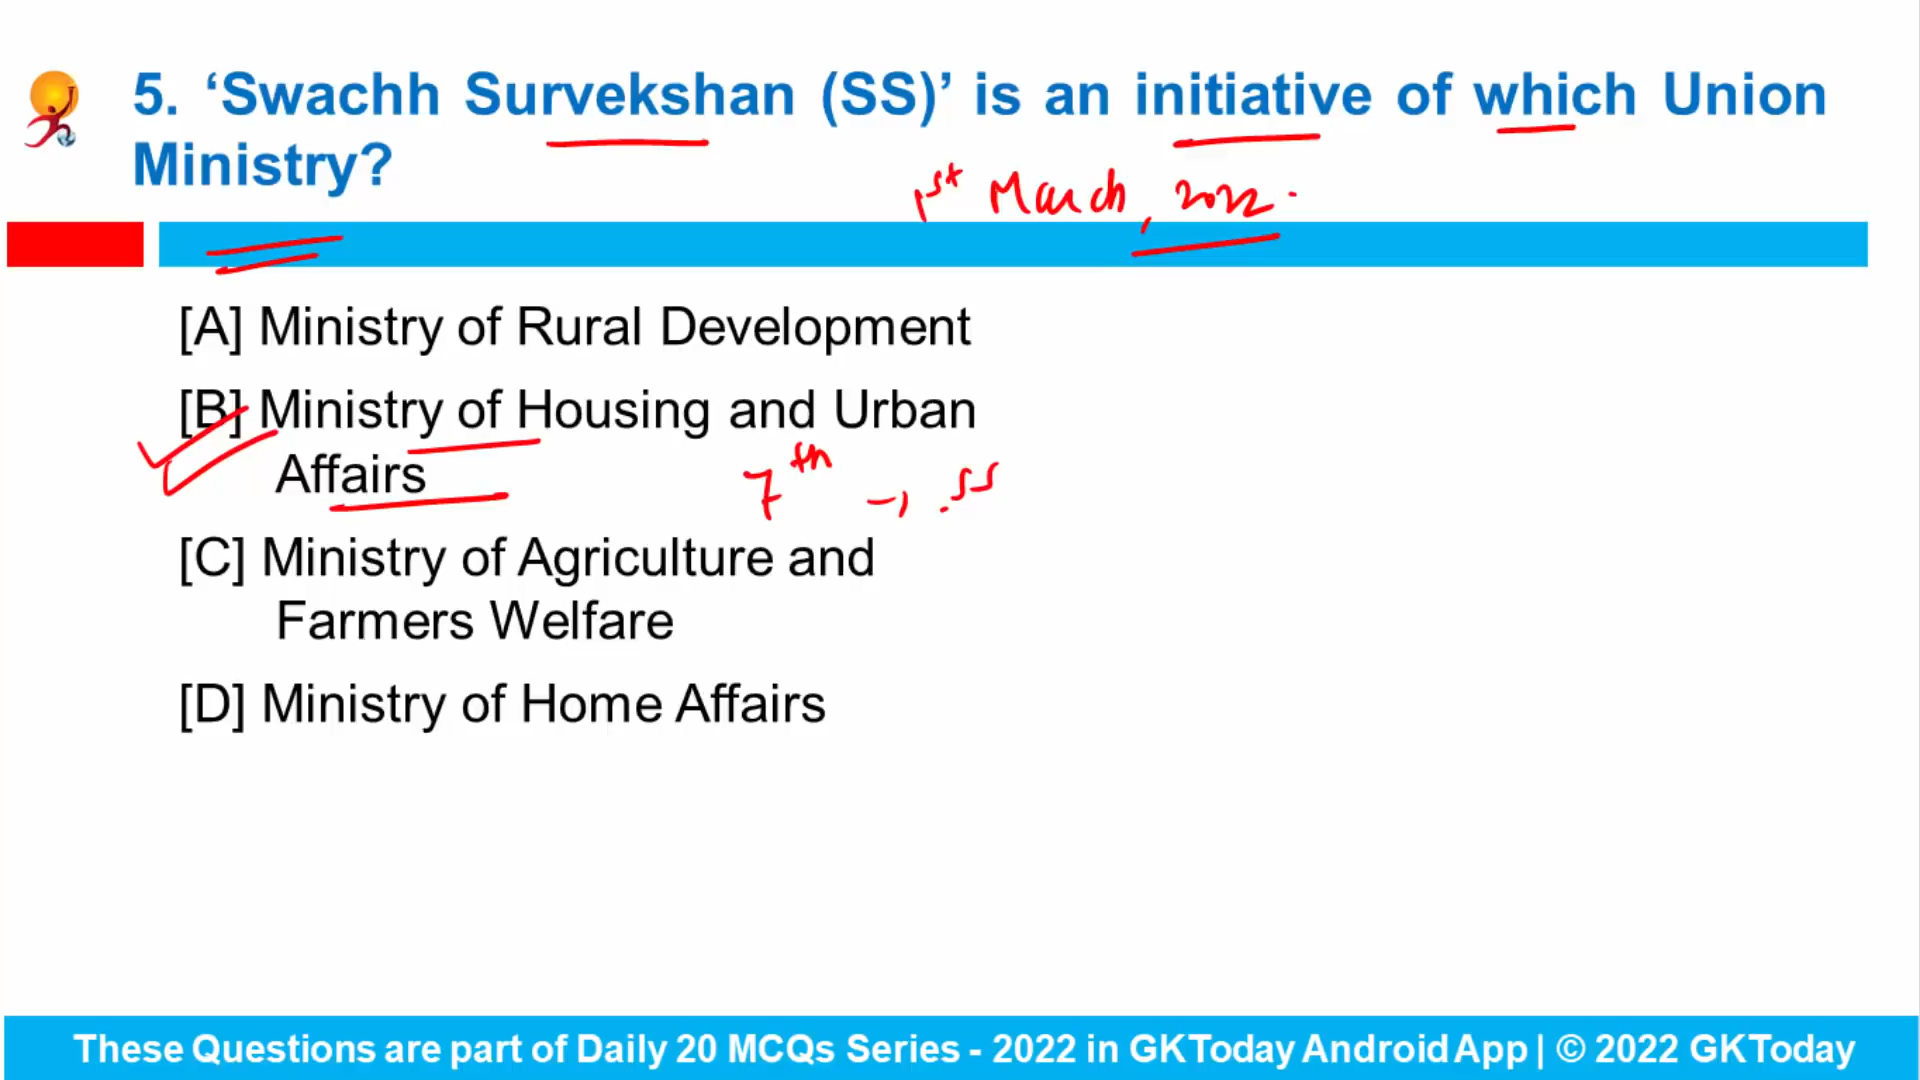 5. ‘Swachh Survekshan (SS)’ is an initiative of which Union
Ministry?
1st March, 2022.
[A] Ministry of Rural Development
[B] Ministry of Housing and Urban
Affairs
7th → SS
[C] Ministry of Agriculture and
Farmers Welfare
[D] Ministry of Home Affairs
These Questions are part of Daily 20 MCQs Series - 2022 in GKToday Android App | © 2022 GKToday